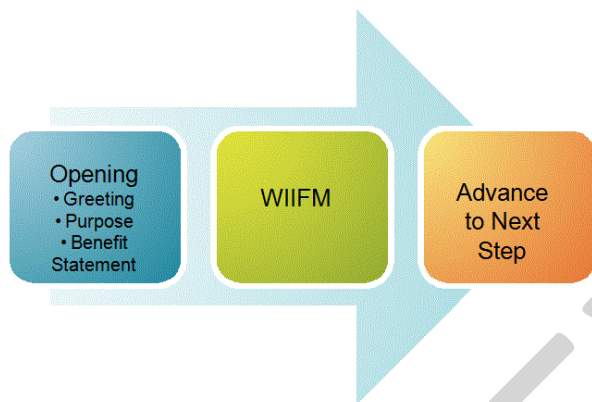 Opening
• Greeting
• Purpose
• Benefit
Statement
WIIFM
Advance
to Next
Step